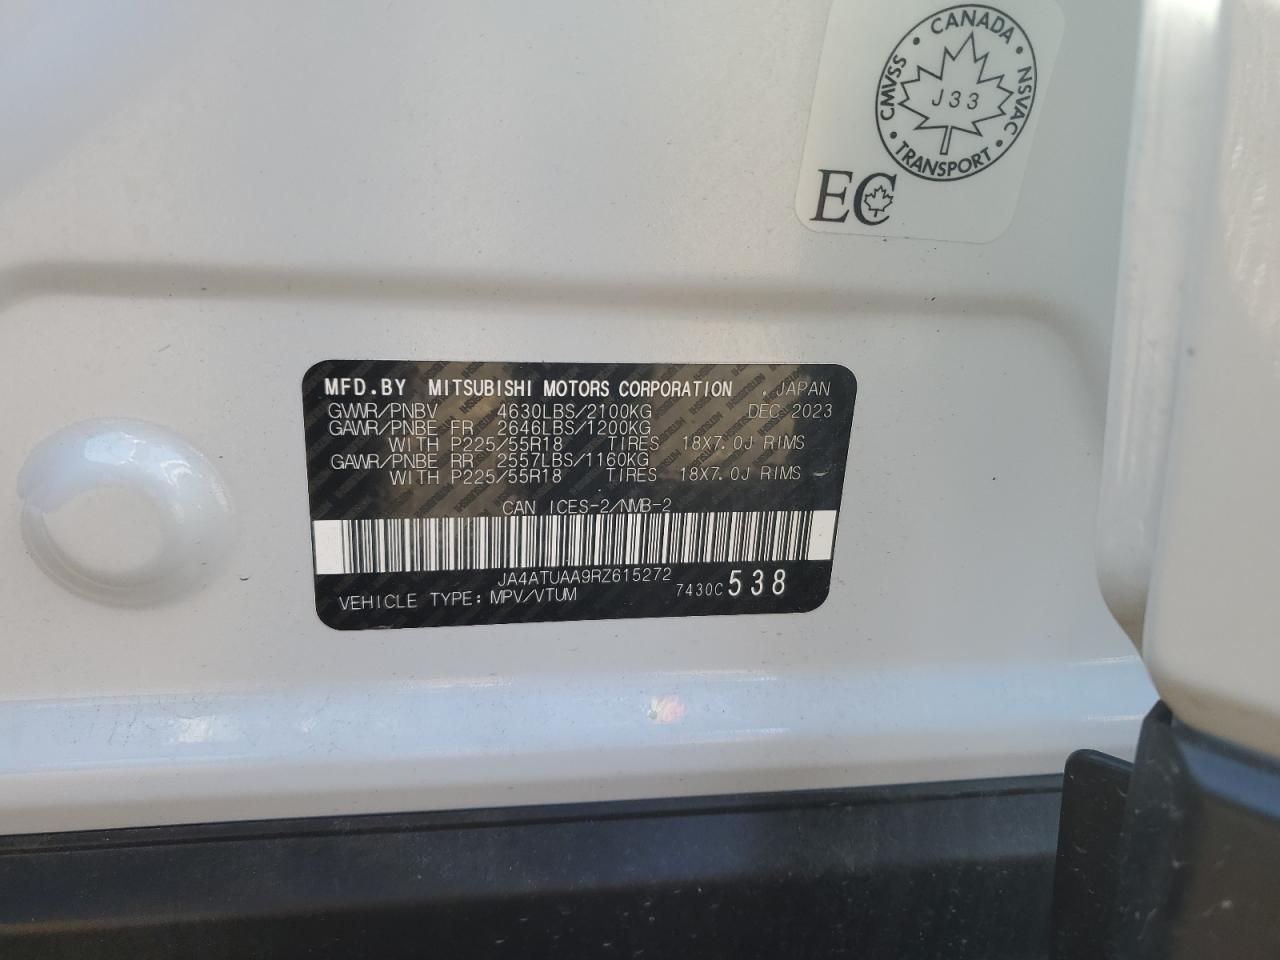 CANADA
CMVSS
NSVAC
J33
TRANSPORT
EC
MFD.BY MITSUBISHI MOTORS CORPORATION .JAPAN
GVWR/PNBV 4630LBS/2100KG DEC.2023
GAWR/PNBE FR 2646LBS/1200KG
WITH P225/55R18 TIRES 18X7.0J RIMS
GAWR/PNBE RR 2557LBS/1160KG
WITH P225/55R18 TIRES 18X7.0J RIMS
CAN ICES-2/NMB-2
JA4ATUAA9RZ615272
VEHICLE TYPE: MPV/VTUM 7430C 538